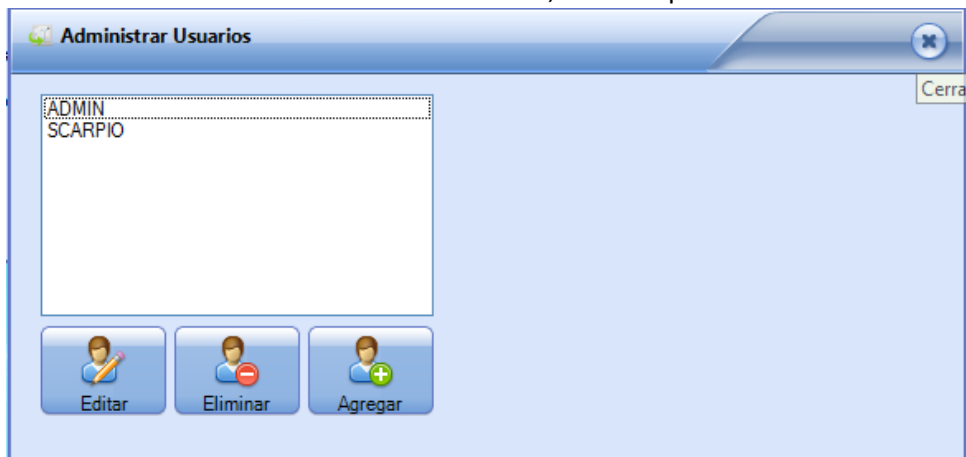 Administrar Usuarios
Cerra
ADMIN
SCARPIO
Editar Eliminar Agregar